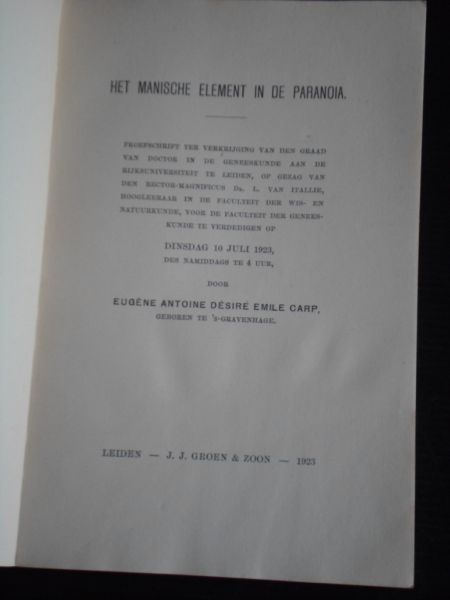 HET MANISCHE ELEMENT IN DE PARANOIA.
PROEFSCHRIFT TER VERKRIJGING VAN DEN GRAAD
VAN DOCTOR IN DE GENEESKUNDE AAN DE
RIJKSUNIVERSITEIT TE LEIDEN, OP GEZAG VAN
DEN RECTOR-MAGNIFICUS DR. L. VAN ITALLIE,
HOOGLEERAAR IN DE FACULTEIT DER WIS- EN
NATUURKUNDE, VOOR DE FACULTEIT DER GENEES-
KUNDE TE VERDEDIGEN OP
DINSDAG 10 JULI 1923,
DES NAMIDDAGS TE 4 UUR,
DOOR
EUGÈNE ANTOINE DÉSIRÉ EMILE CARP,
GEBOREN TE 'S-GRAVENHAGE.
LEIDEN — J. J. GROEN & ZOON — 1923